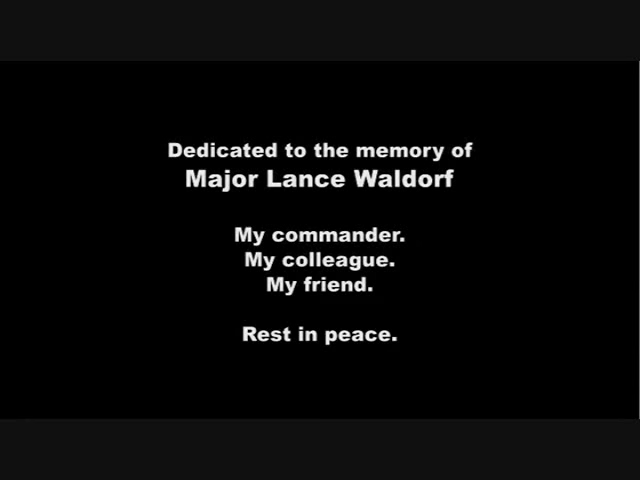 Dedicated to the memory of
Major Lance Waldorf
My commander.
My colleague.
My friend.
Rest in peace.